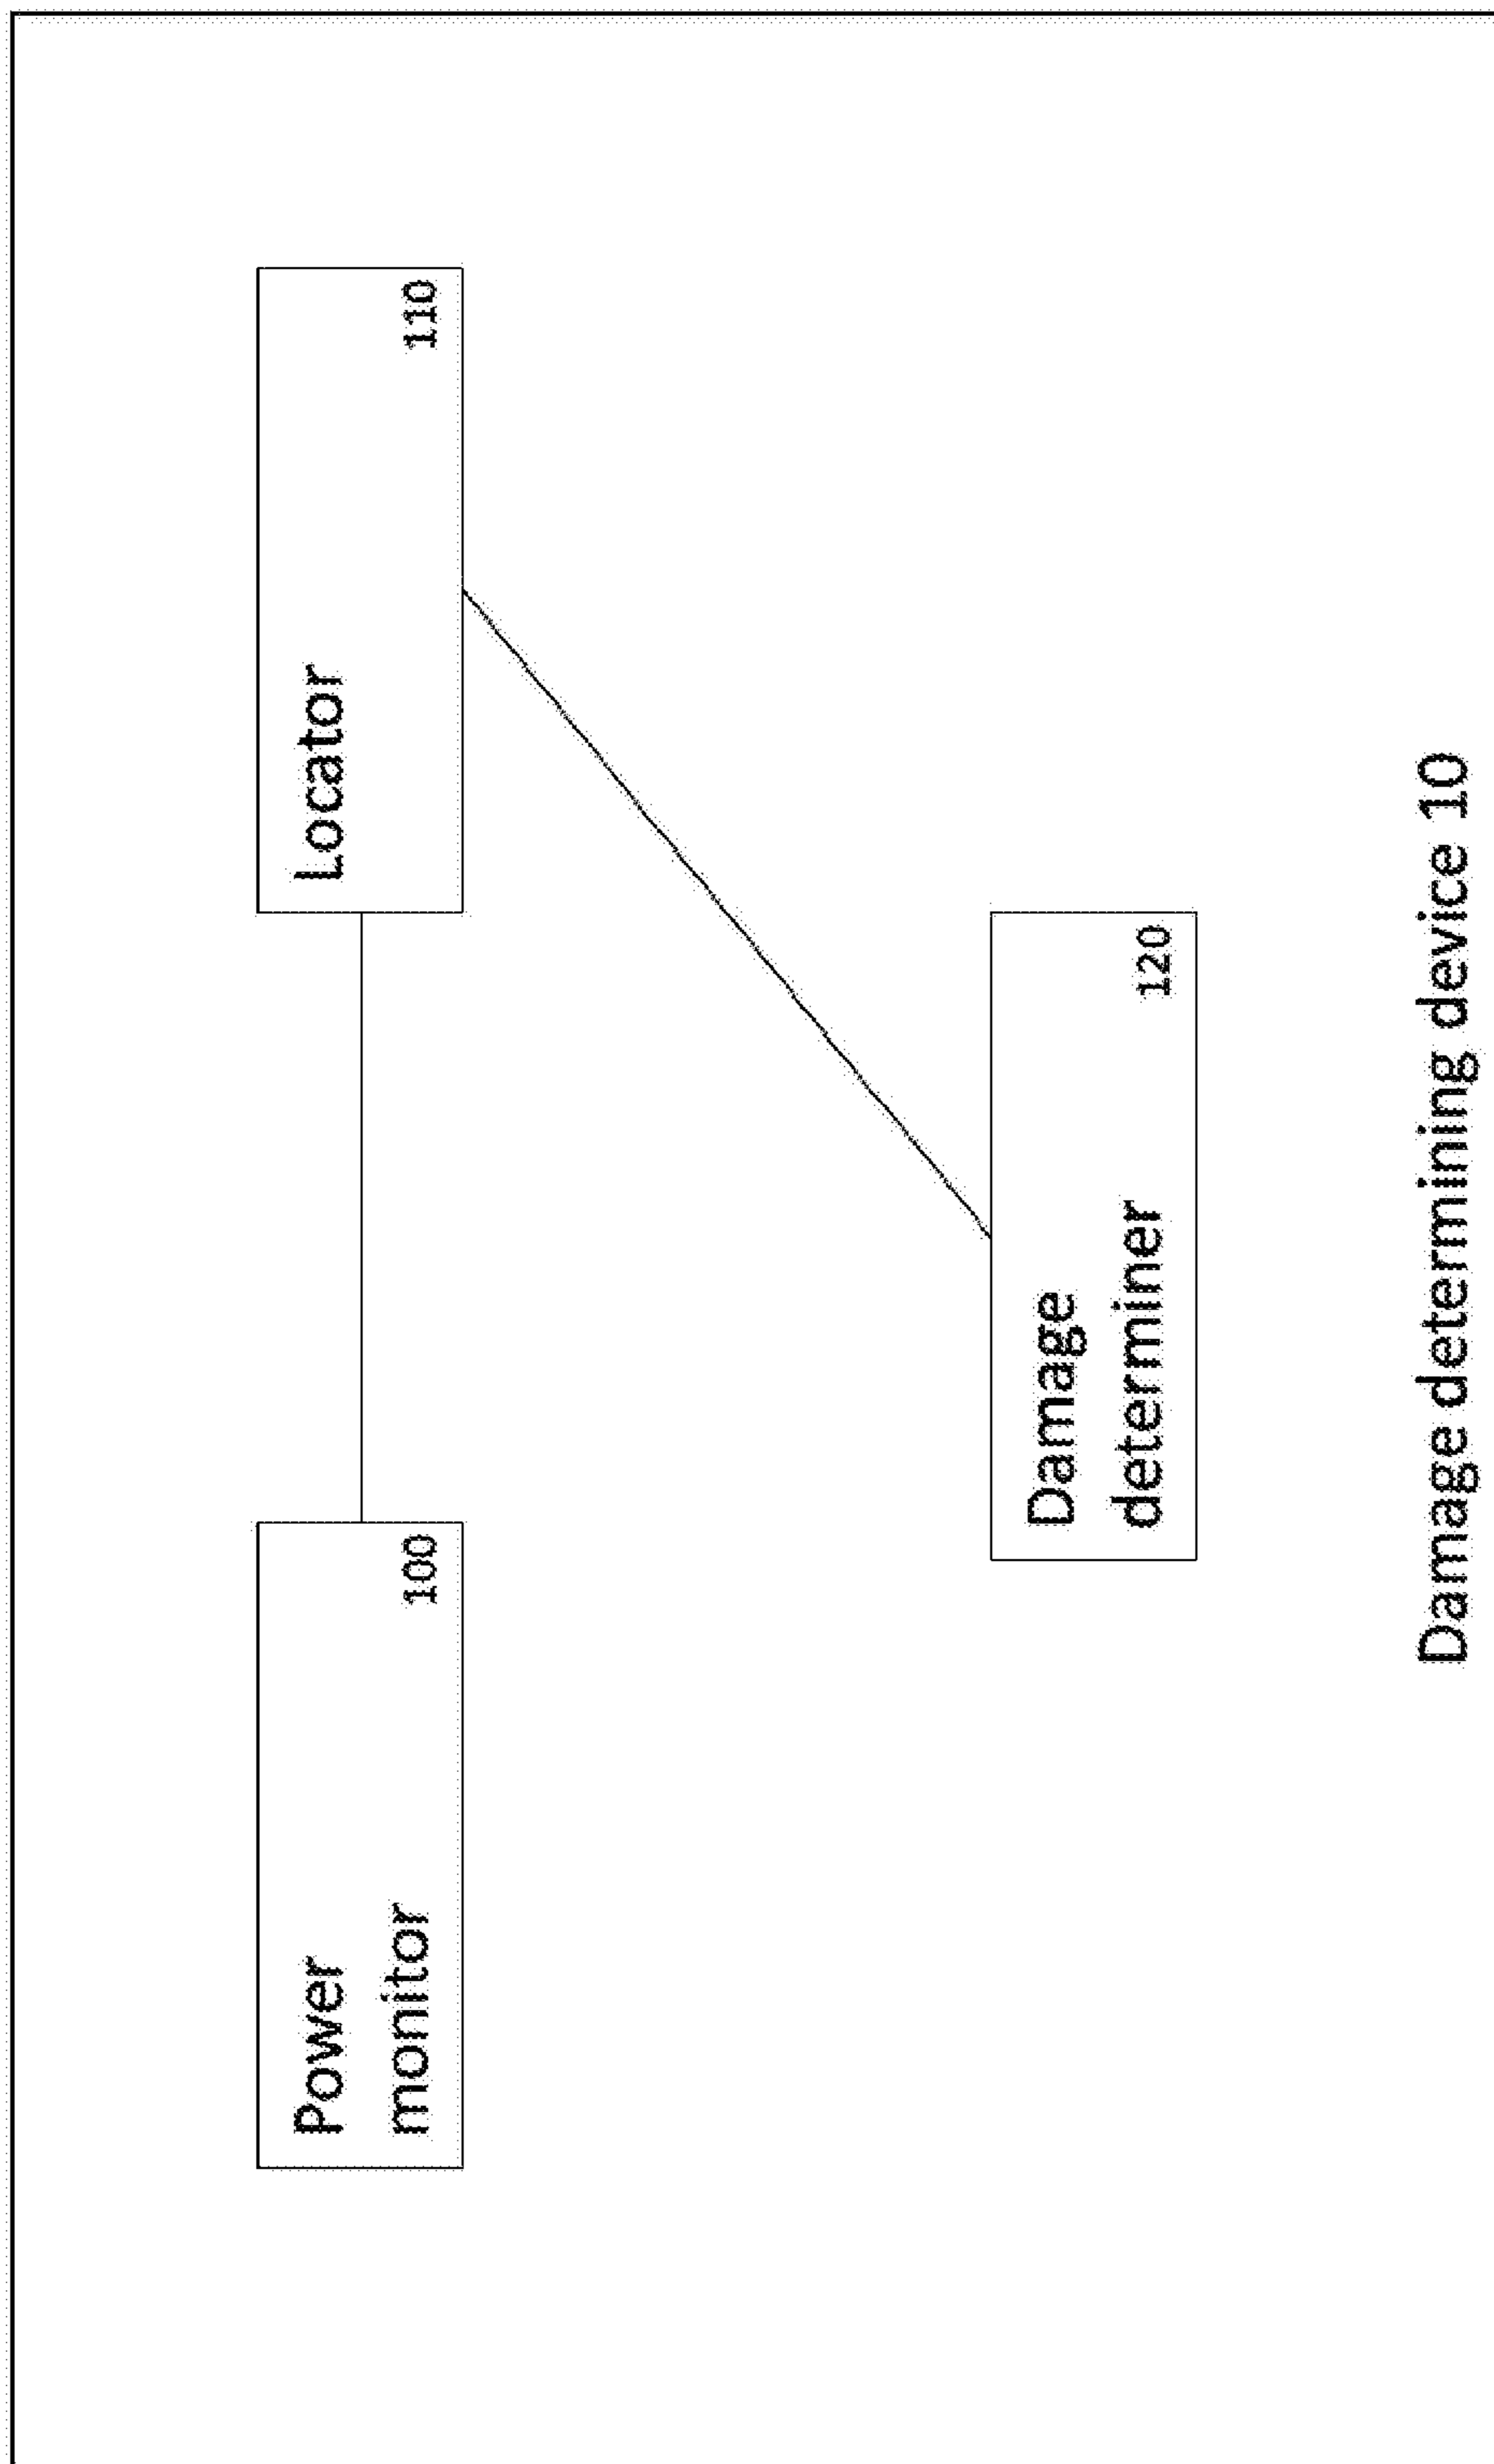 Power
monitor
100
Locator
110
Damage
determiner
120
Damage determining device 10